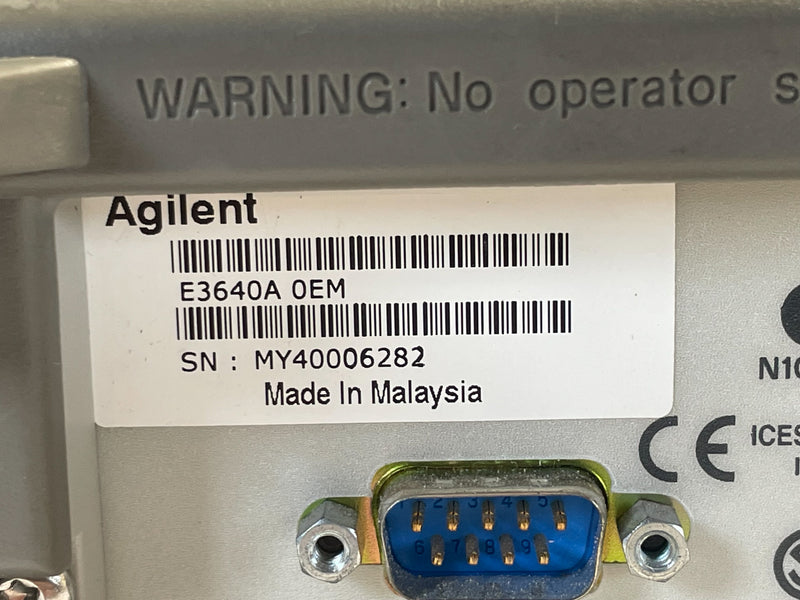 WARNING: No operator s
Agilent
E3640A 0EM
SN : MY40006282
Made In Malaysia
N10
CE
ICES
1 2 3 4 5
6 7 8 9